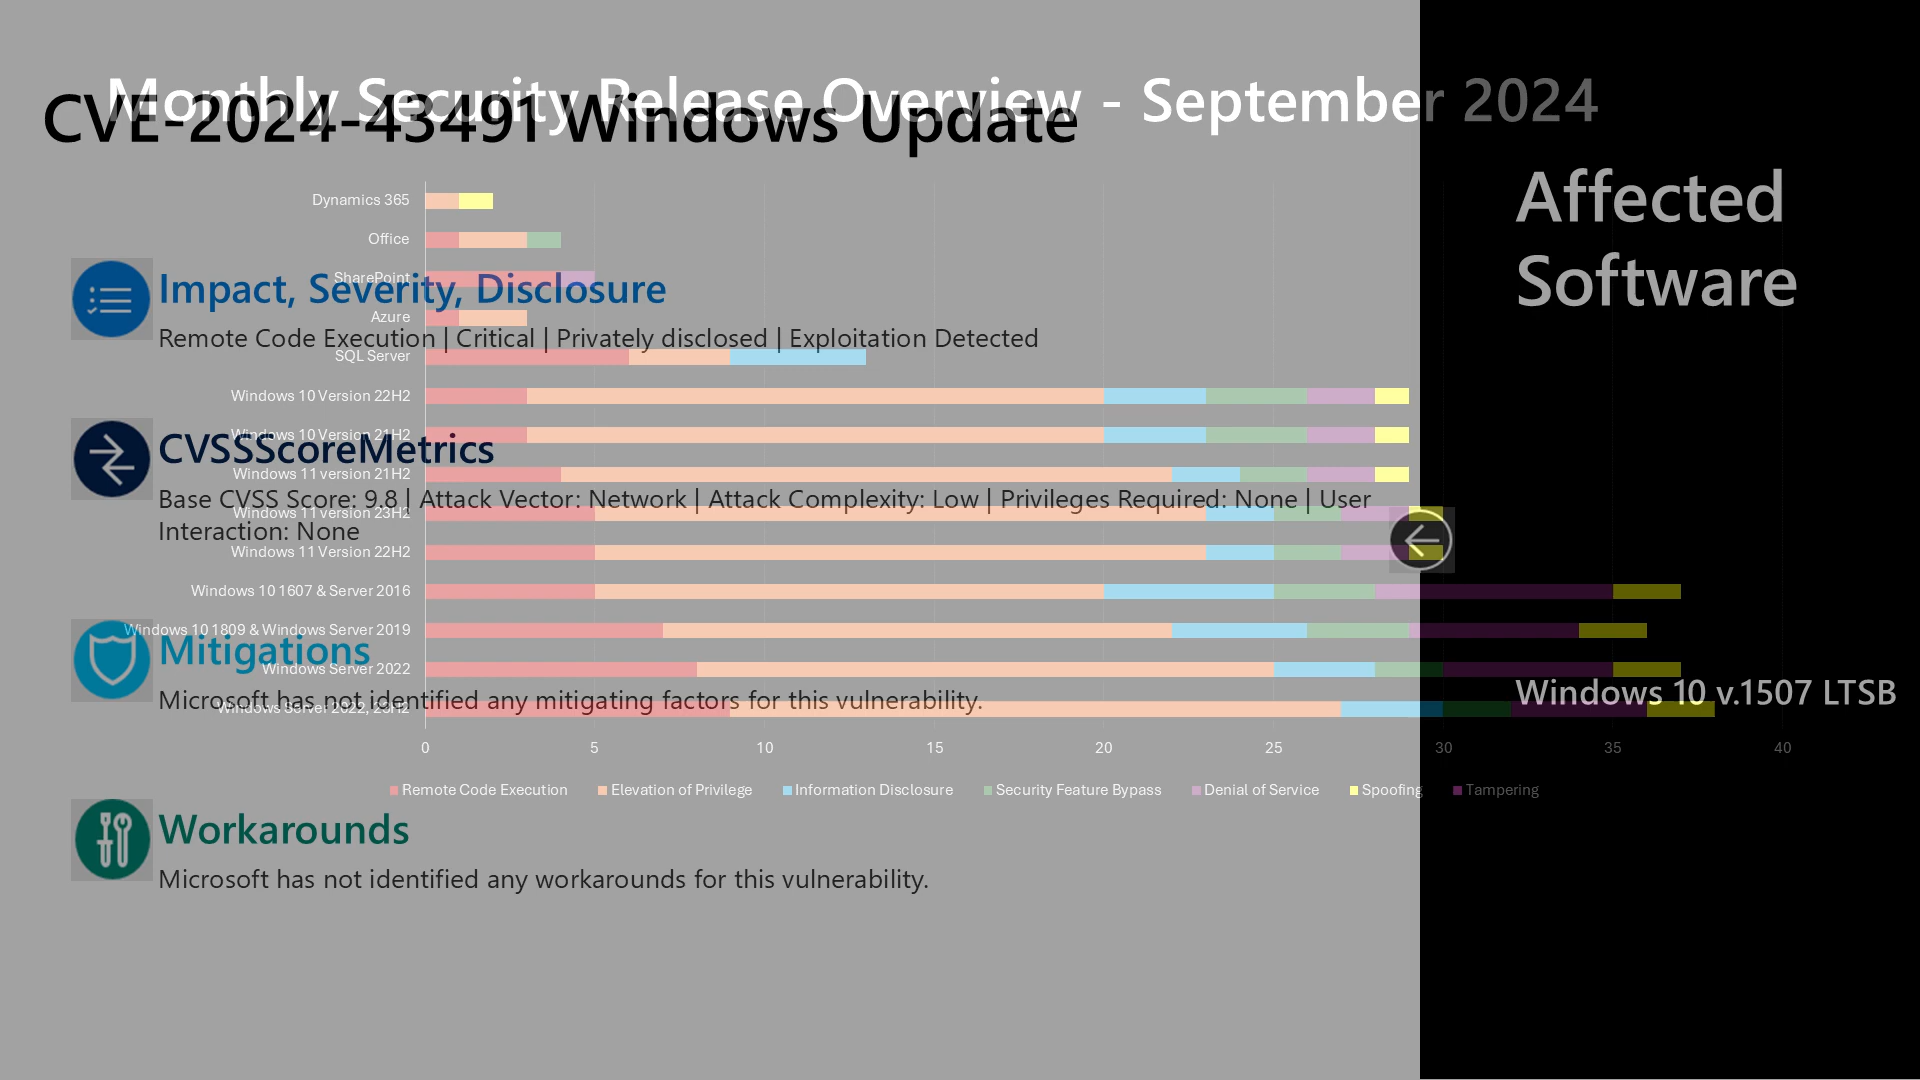 Monthly Security Release Overview - September 2024
CVE-2024-43491 Windows Update
Affected
Software
Dynamics 365
Office
SharePoint
Impact, Severity, Disclosure
Azure
Remote Code Execution | Critical | Privately disclosed | Exploitation Detected
SQL Server
Windows 10 Version 22H2
Windows 10 Version 21H2
CVSSScoreMetrics
Windows 11 version 21H2
Base CVSS Score: 9.8 | Attack Vector: Network | Attack Complexity: Low | Privileges Required: None | User
Interaction: None
Windows 11 version 23H2
Windows 11 Version 22H2
Windows 10 1607 & Server 2016
Windows 10 1809 & Windows Server 2019
Mitigations
Windows Server 2022
Microsoft has not identified any mitigating factors for this vulnerability.
Windows 10 v.1507 LTSB
Windows Server 2022, 23H2
0 5 10 15 20 25 30 35 40
Remote Code Execution Elevation of Privilege Information Disclosure Security Feature Bypass Denial of Service Spoofing Tampering
Workarounds
Microsoft has not identified any workarounds for this vulnerability.